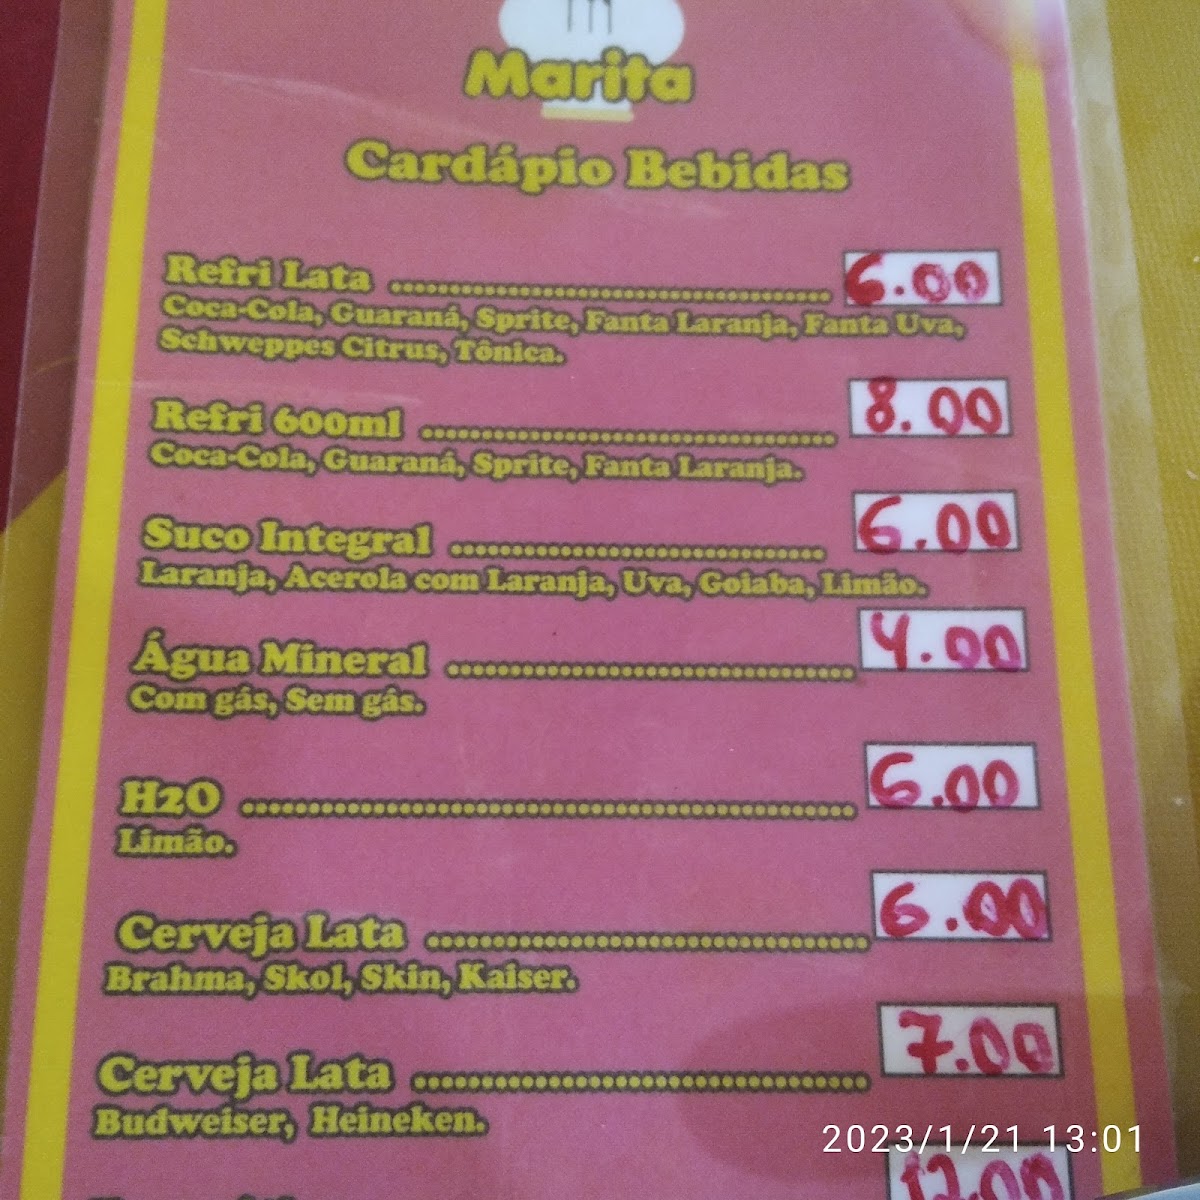 Marita
Cardápio Bebidas
Refri Lata ........................................ 6.00
Coca-Cola, Guaraná, Sprite, Fanta Laranja, Fanta Uva,
Schweppes Citrus, Tônica.
Refri 600ml ........................................ 8.00
Coca-Cola, Guaraná, Sprite, Fanta Laranja.
Suco Integral ........................................ 6.00
Laranja, Acerola com Laranja, Uva, Goiaba, Limão.
Água Mineral ........................................ 4.00
Com gás, Sem gás.
H2O ........................................ 6.00
Limão.
Cerveja Lata ........................................ 6.00
Brahma, Skol, Skin, Kaiser.
Cerveja Lata ........................................ 7.00
Budweiser, Heineken.
2023/1/21 13:01
12.00